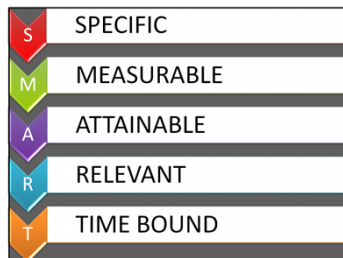 S SPECIFIC
M MEASURABLE
A ATTAINABLE
R RELEVANT
T TIME BOUND